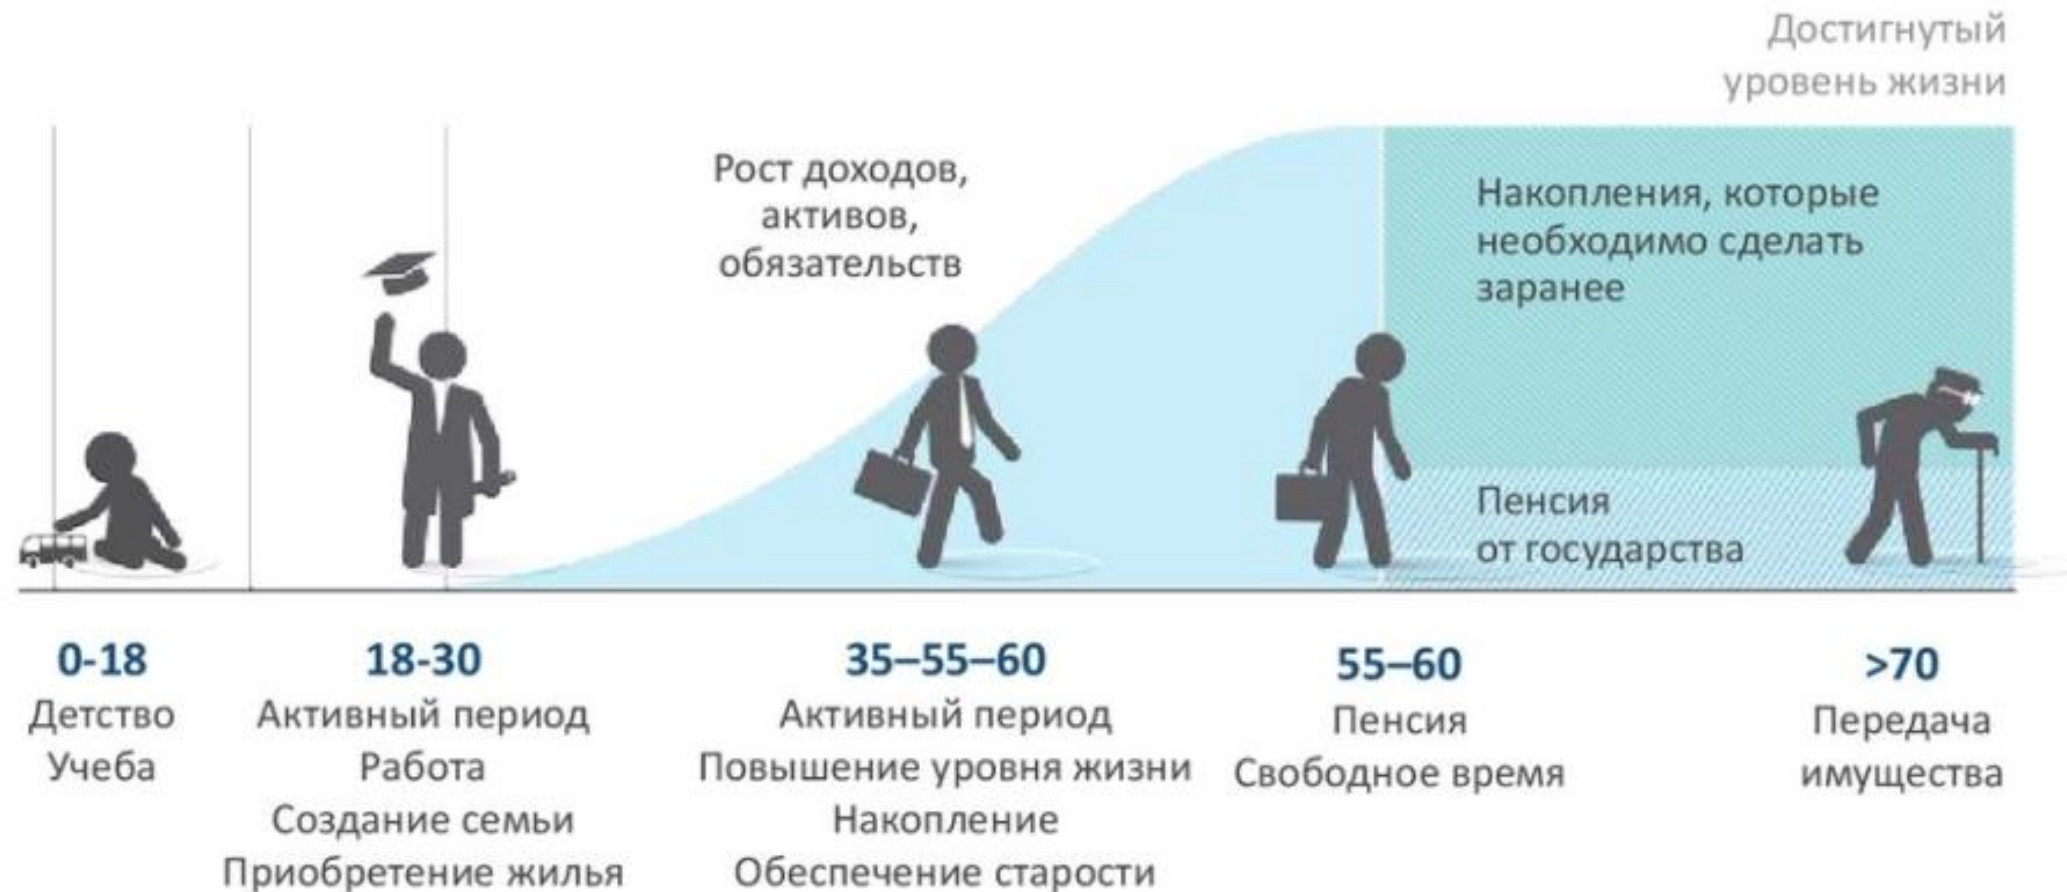 Достигнутый
уровень жизни
Рост доходов,
активов,
обязательств
Накопления, которые
необходимо сделать
заранее
Пенсия
от государства
0-18
Детство
Учеба
18-30
Активный период
Работа
Создание семьи
Приобретение жилья
35–55–60
Активный период
Повышение уровня жизни
Накопление
Обеспечение старости
55–60
Пенсия
Свободное время
>70
Передача
имущества